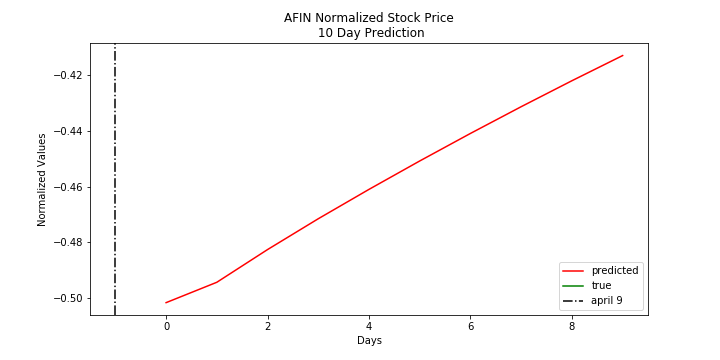 AFIN Normalized Stock Price
10 Day Prediction
Normalized Values
−0.42
−0.44
−0.46
−0.48
−0.50
0
2
4
6
8
Days
predicted
true
april 9